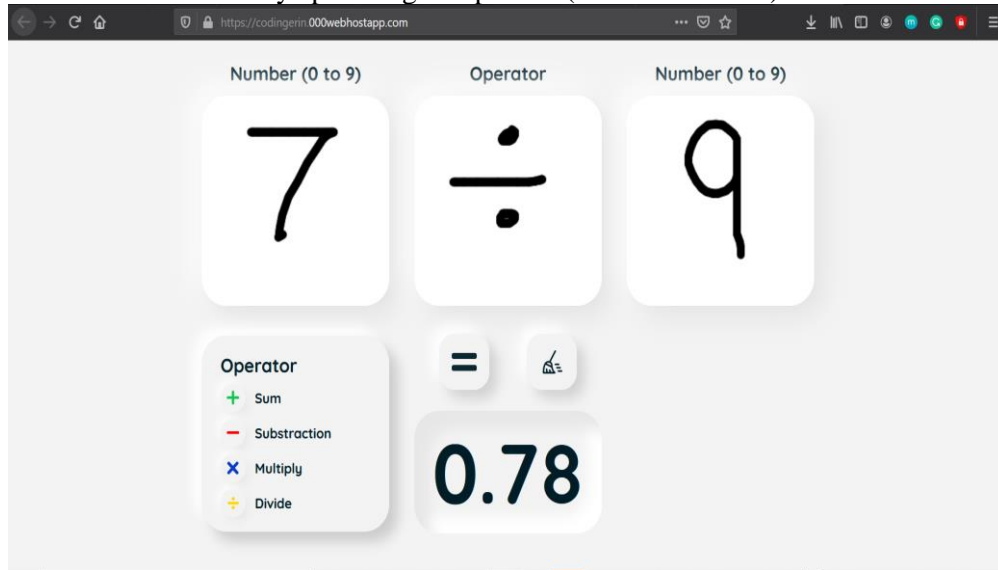 https://codingerin.000webhostapp.com
Number (0 to 9)
Operator
Number (0 to 9)
7
÷
9
Operator
+ Sum
− Substraction
× Multiply
÷ Divide
=
0.78